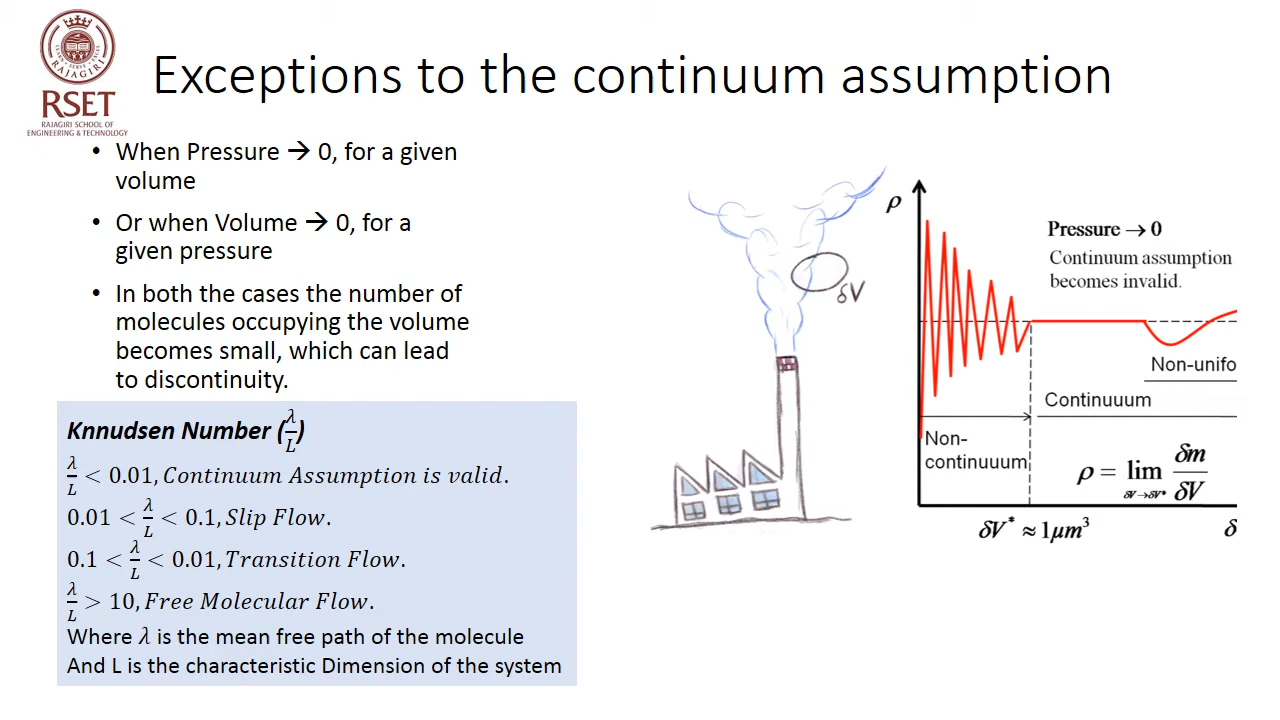 RAJAGIRI
RSET
RAJAGIRI SCHOOL OF
ENGINEERING & TECHNOLOGY
Exceptions to the continuum assumption
• When Pressure → 0, for a given
volume
• Or when Volume → 0, for a
given pressure
• In both the cases the number of
molecules occupying the volume
becomes small, which can lead
to discontinuity.
Knnudsen Number (λ/L)
λ/L < 0.01, Continuum Assumption is valid.
0.01 < λ/L < 0.1, Slip Flow.
0.1 < λ/L < 0.01, Transition Flow.
λ/L > 10, Free Molecular Flow.
Where λ is the mean free path of the molecule
And L is the characteristic Dimension of the system
δV
ρ
Pressure → 0
Continuum assumption
becomes invalid.
Non-unifo
Continuuum
Non-
continuuum
ρ = lim δV→δV* δm/δV
δV* ≈ 1μm³
δ